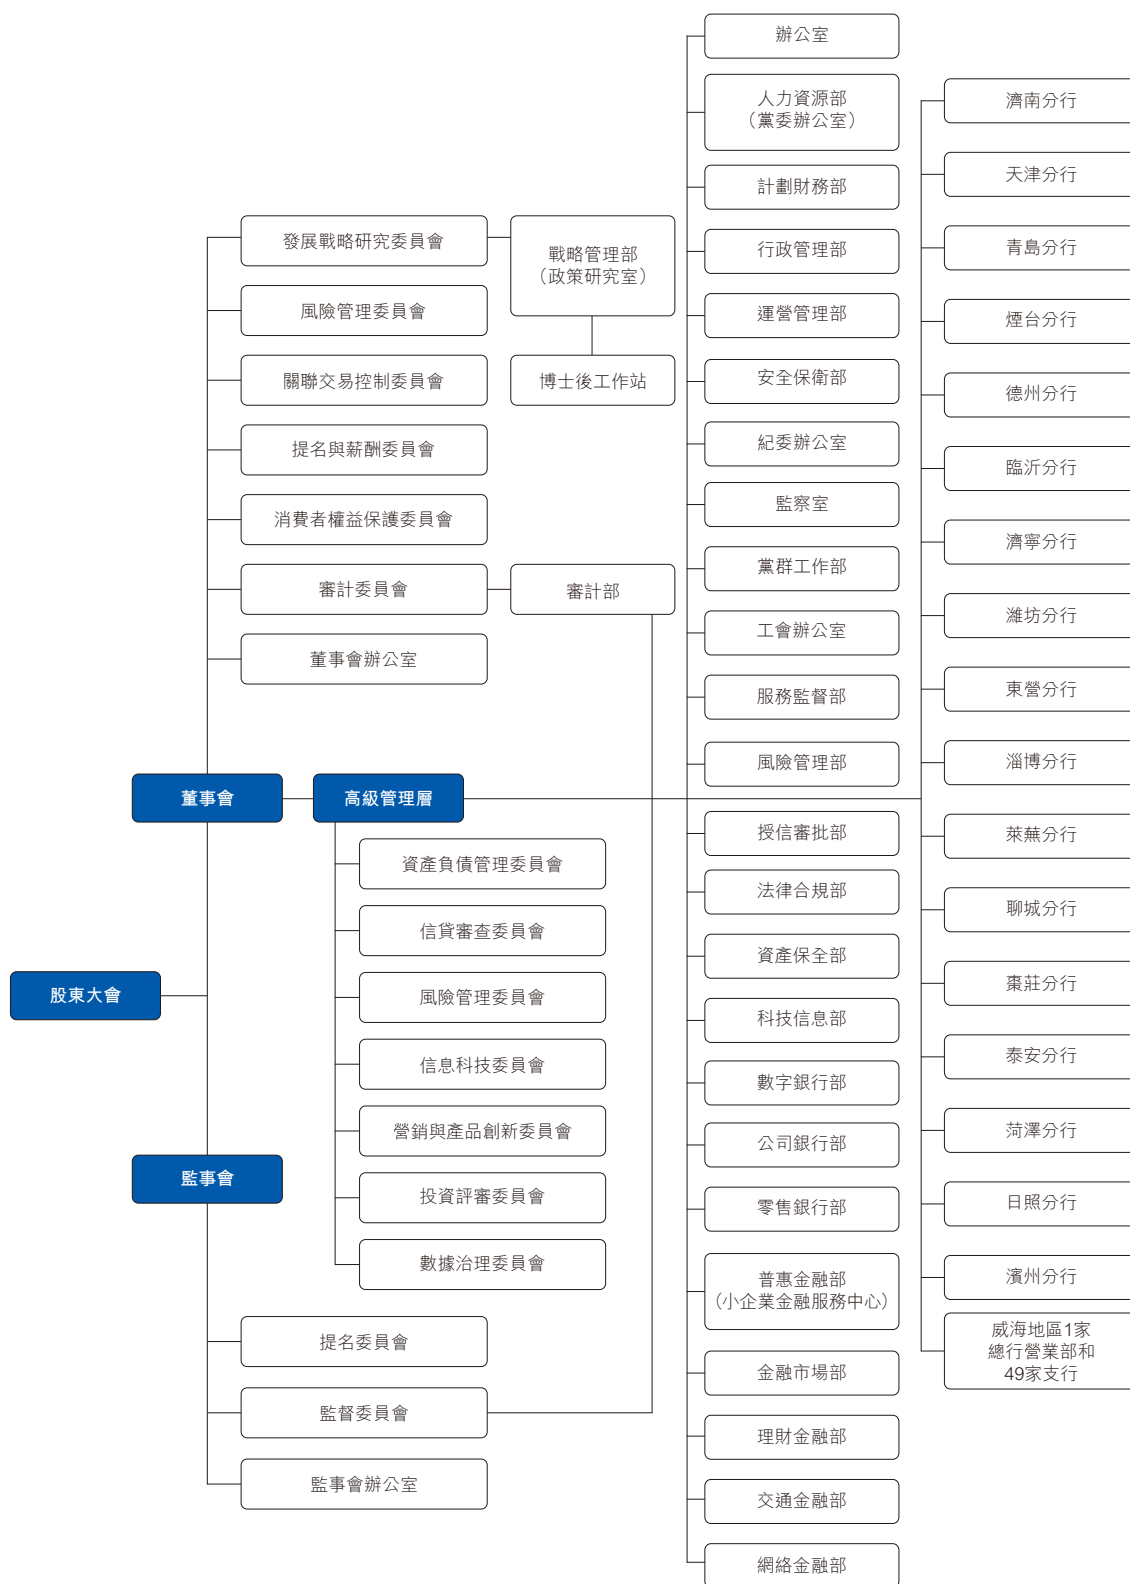 股東大會
董事會
監事會
發展戰略研究委員會
風險管理委員會
關聯交易控制委員會
提名與薪酬委員會
消費者權益保護委員會
審計委員會
董事會辦公室
戰略管理部
（政策研究室）
博士後工作站
審計部
高級管理層
資產負債管理委員會
信貸審查委員會
風險管理委員會
信息科技委員會
營銷與產品創新委員會
投資評審委員會
數據治理委員會
提名委員會
監督委員會
監事會辦公室
辦公室
人力資源部
（黨委辦公室）
計劃財務部
行政管理部
運營管理部
安全保衛部
紀委辦公室
監察室
黨群工作部
工會辦公室
服務監督部
風險管理部
授信審批部
法律合規部
資產保全部
科技信息部
數字銀行部
公司銀行部
零售銀行部
普惠金融部
（小企業金融服務中心）
金融市場部
理財金融部
交通金融部
網絡金融部
濟南分行
天津分行
青島分行
煙台分行
德州分行
臨沂分行
濟寧分行
濰坊分行
東營分行
淄博分行
萊蕪分行
聊城分行
棗莊分行
泰安分行
菏澤分行
日照分行
濱州分行
威海地區1家
總行營業部和
49家支行